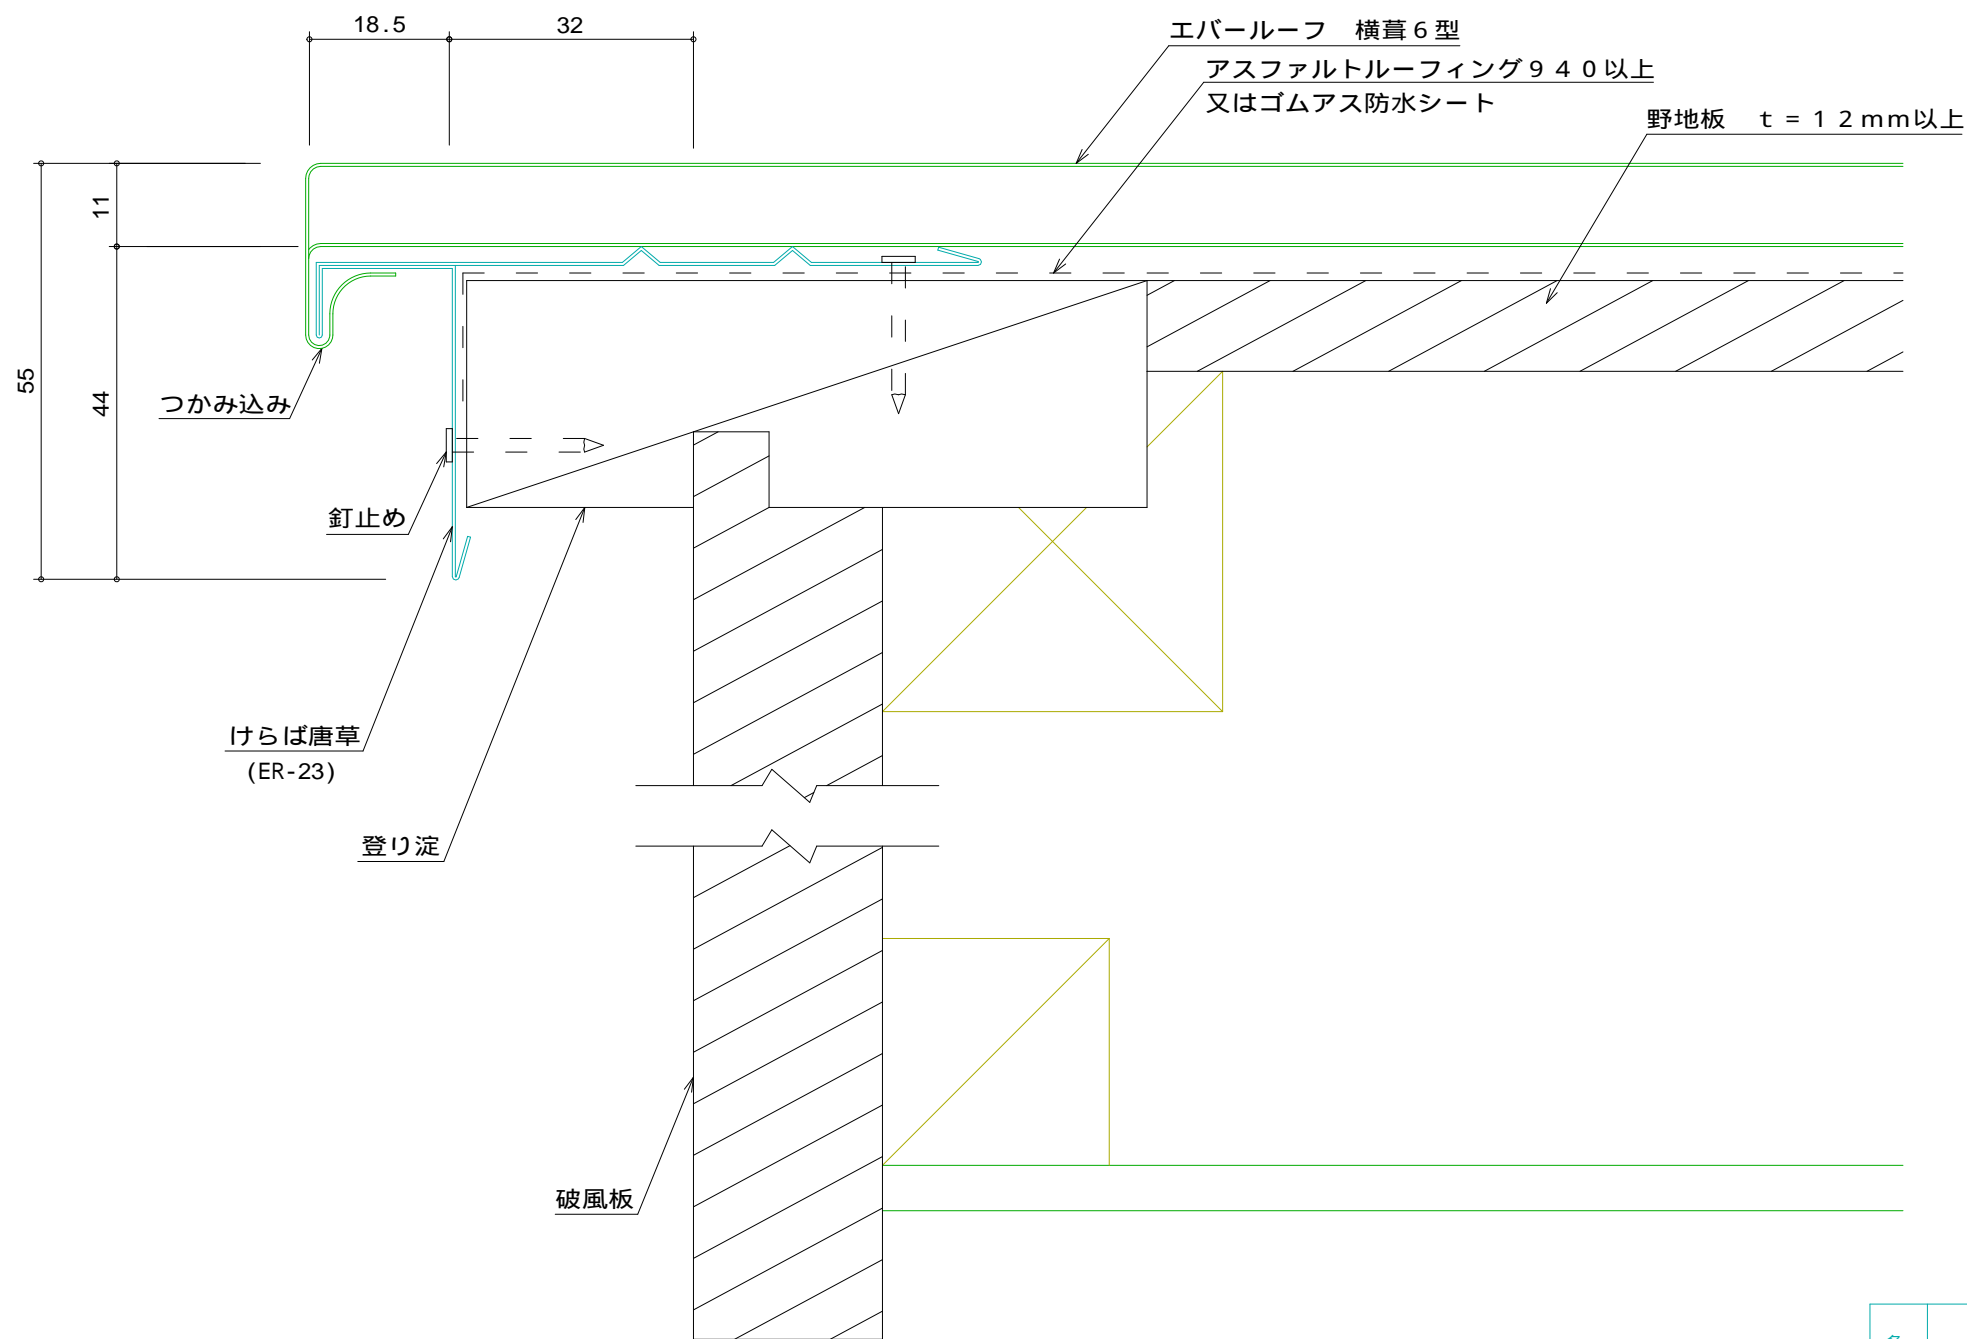 18.5
32
エバールーフ　横葺６型
アスファルトルーフィング９４０以上
又はゴムアス防水シート
野地板　ｔ＝１２mm以上
11
55
44
つかみ込み
釘止め
けらば唐草
(ER-23)
登り淀
破風板